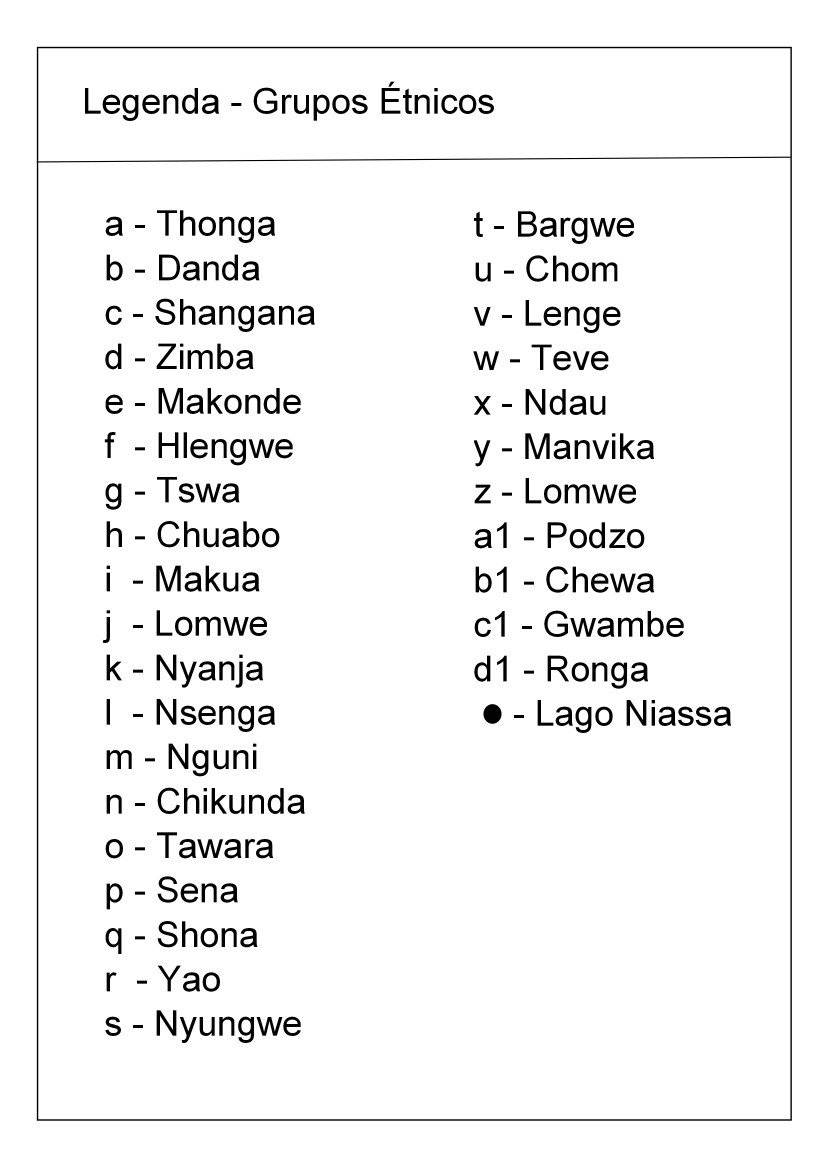 Legenda - Grupos Étnicos
a - Thonga
b - Danda
c - Shangana
d - Zimba
e - Makonde
f - Hlengwe
g - Tswa
h - Chuabo
i - Makua
j - Lomwe
k - Nyanja
l - Nsenga
m - Nguni
n - Chikunda
o - Tawara
p - Sena
q - Shona
r - Yao
s - Nyungwe
t - Bargwe
u - Chom
v - Lenge
w - Teve
x - Ndau
y - Manvika
z - Lomwe
a1 - Podzo
b1 - Chewa
c1 - Gwambe
d1 - Ronga
● - Lago Niassa